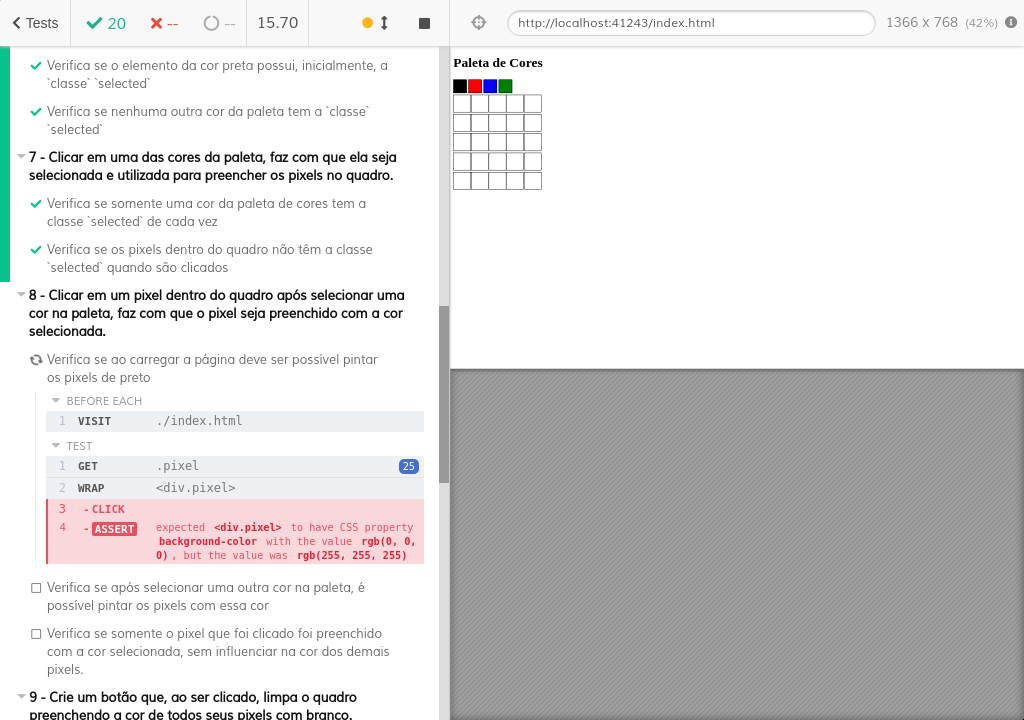 Tests
20
--
--
15.70
http://localhost:41243/index.html
1366 x 768 (42%)
Verifica se o elemento da cor preta possui, inicialmente, a
`classe` `selected`
Verifica se nenhuma outra cor da paleta tem a `classe`
`selected`
7 - Clicar em uma das cores da paleta, faz com que ela seja
selecionada e utilizada para preencher os pixels no quadro.
Verifica se somente uma cor da paleta de cores tem a
classe `selected` de cada vez
Verifica se os pixels dentro do quadro não têm a classe
`selected` quando são clicados
8 - Clicar em um pixel dentro do quadro após selecionar uma
cor na paleta, faz com que o pixel seja preenchido com a cor
selecionada.
Verifica se ao carregar a página deve ser possível pintar
os pixels de preto
BEFORE EACH
1 VISIT ./index.html
TEST
1 GET .pixel 25
2 WRAP <div.pixel>
3 -CLICK
4 -ASSERT expected <div.pixel> to have CSS property
background-color with the value rgb(0, 0,
0), but the value was rgb(255, 255, 255)
Verifica se após selecionar uma outra cor na paleta, é
possível pintar os pixels com essa cor
Verifica se somente o pixel que foi clicado foi preenchido
com a cor selecionada, sem influenciar na cor dos demais
pixels.
9 - Crie um botão que, ao ser clicado, limpa o quadro
preenchendo a cor de todos seus pixels com branco.
Paleta de Cores